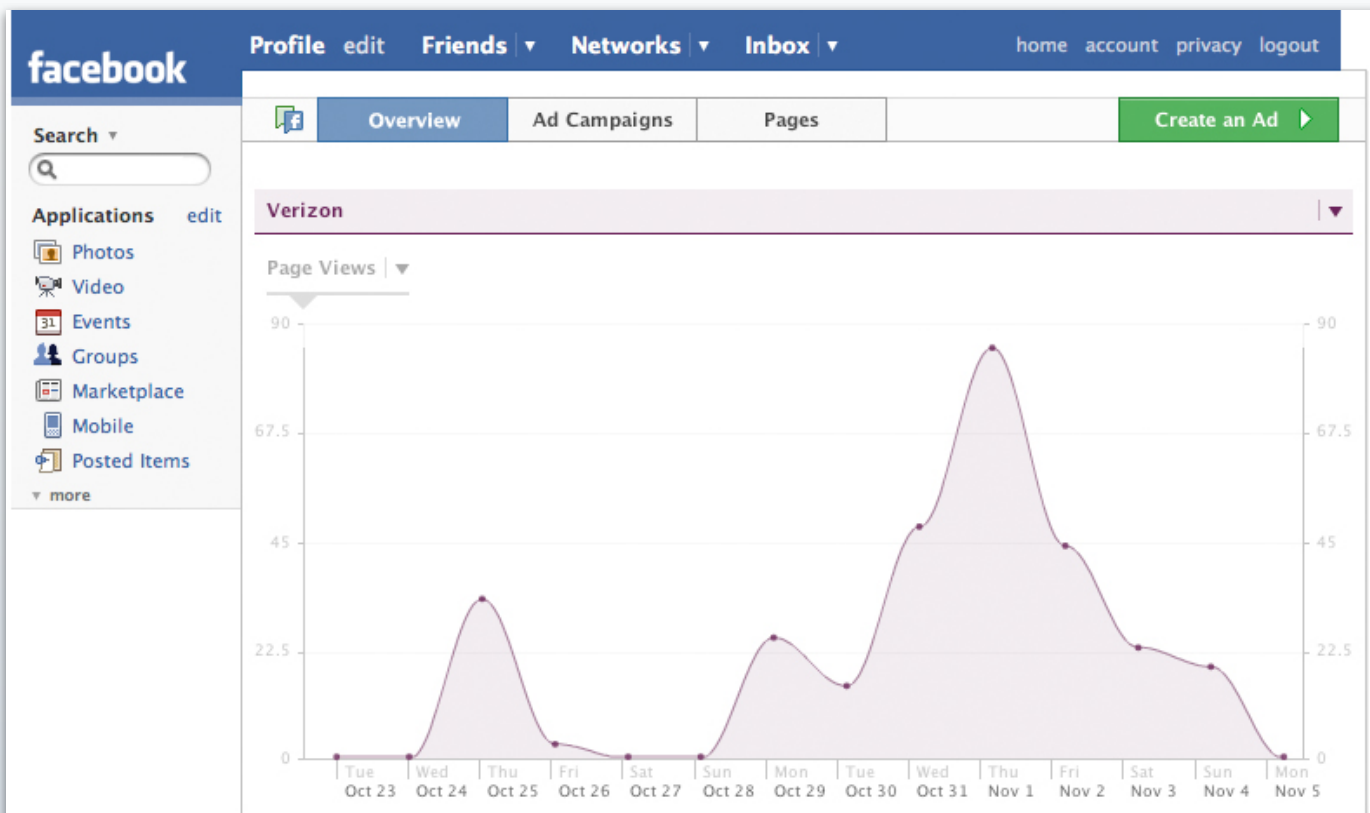 facebook
Profile edit Friends Networks Inbox home account privacy logout
Search
Applications edit
Photos
Video
31 Events
Groups
Marketplace
Mobile
Posted Items
more
Overview Ad Campaigns Pages Create an Ad
Verizon
Page Views
90 90
67.5 67.5
45 45
22.5 22.5
0 0
Tue Wed Thu Fri Sat Sun Mon Tue Wed Thu Fri Sat Sun Mon
Oct 23 Oct 24 Oct 25 Oct 26 Oct 27 Oct 28 Oct 29 Oct 30 Oct 31 Nov 1 Nov 2 Nov 3 Nov 4 Nov 5